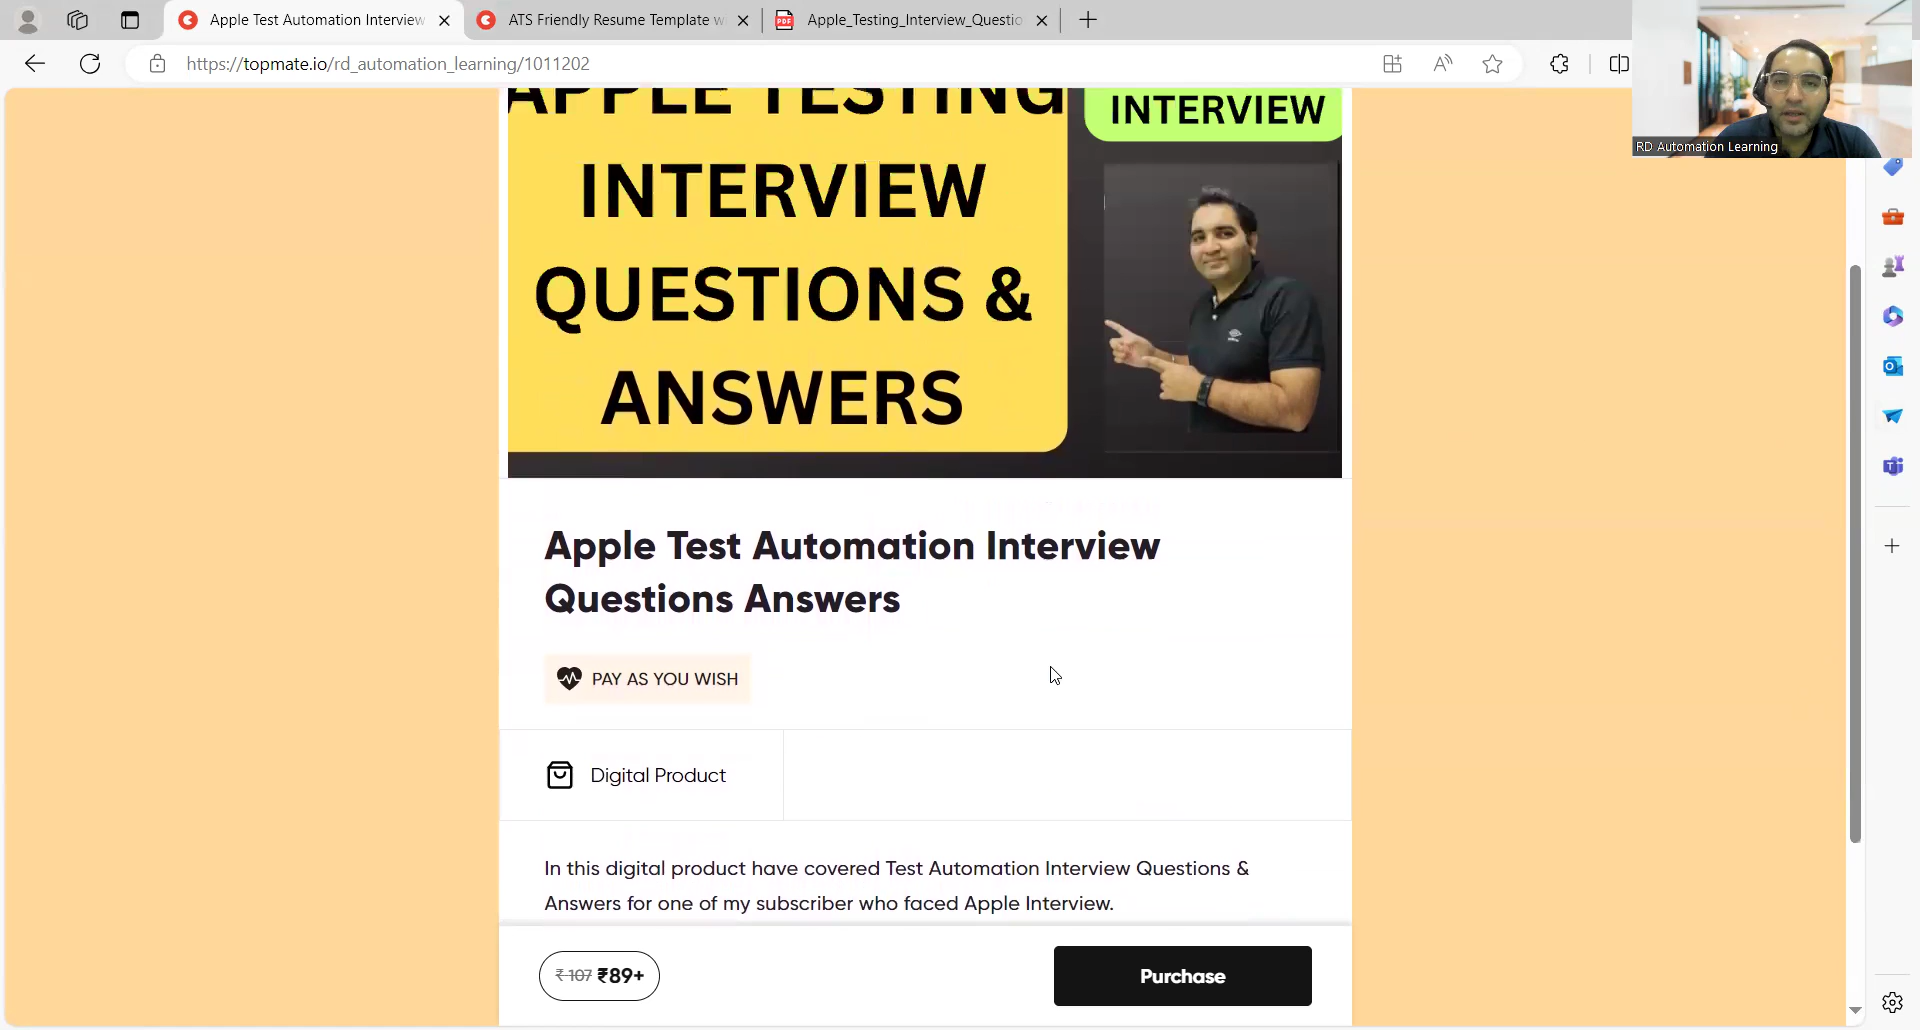 Apple Test Automation Interview
ATS Friendly Resume Template w
Apple_Testing_Interview_Questio
https://topmate.io/rd_automation_learning/1011202
RD Automation Learning
APPLE TESTING
INTERVIEW
QUESTIONS &
ANSWERS
INTERVIEW
Apple Test Automation Interview
Questions Answers
PAY AS YOU WISH
Digital Product
In this digital product have covered Test Automation Interview Questions &
Answers for one of my subscriber who faced Apple Interview.
₹107 ₹89+
Purchase